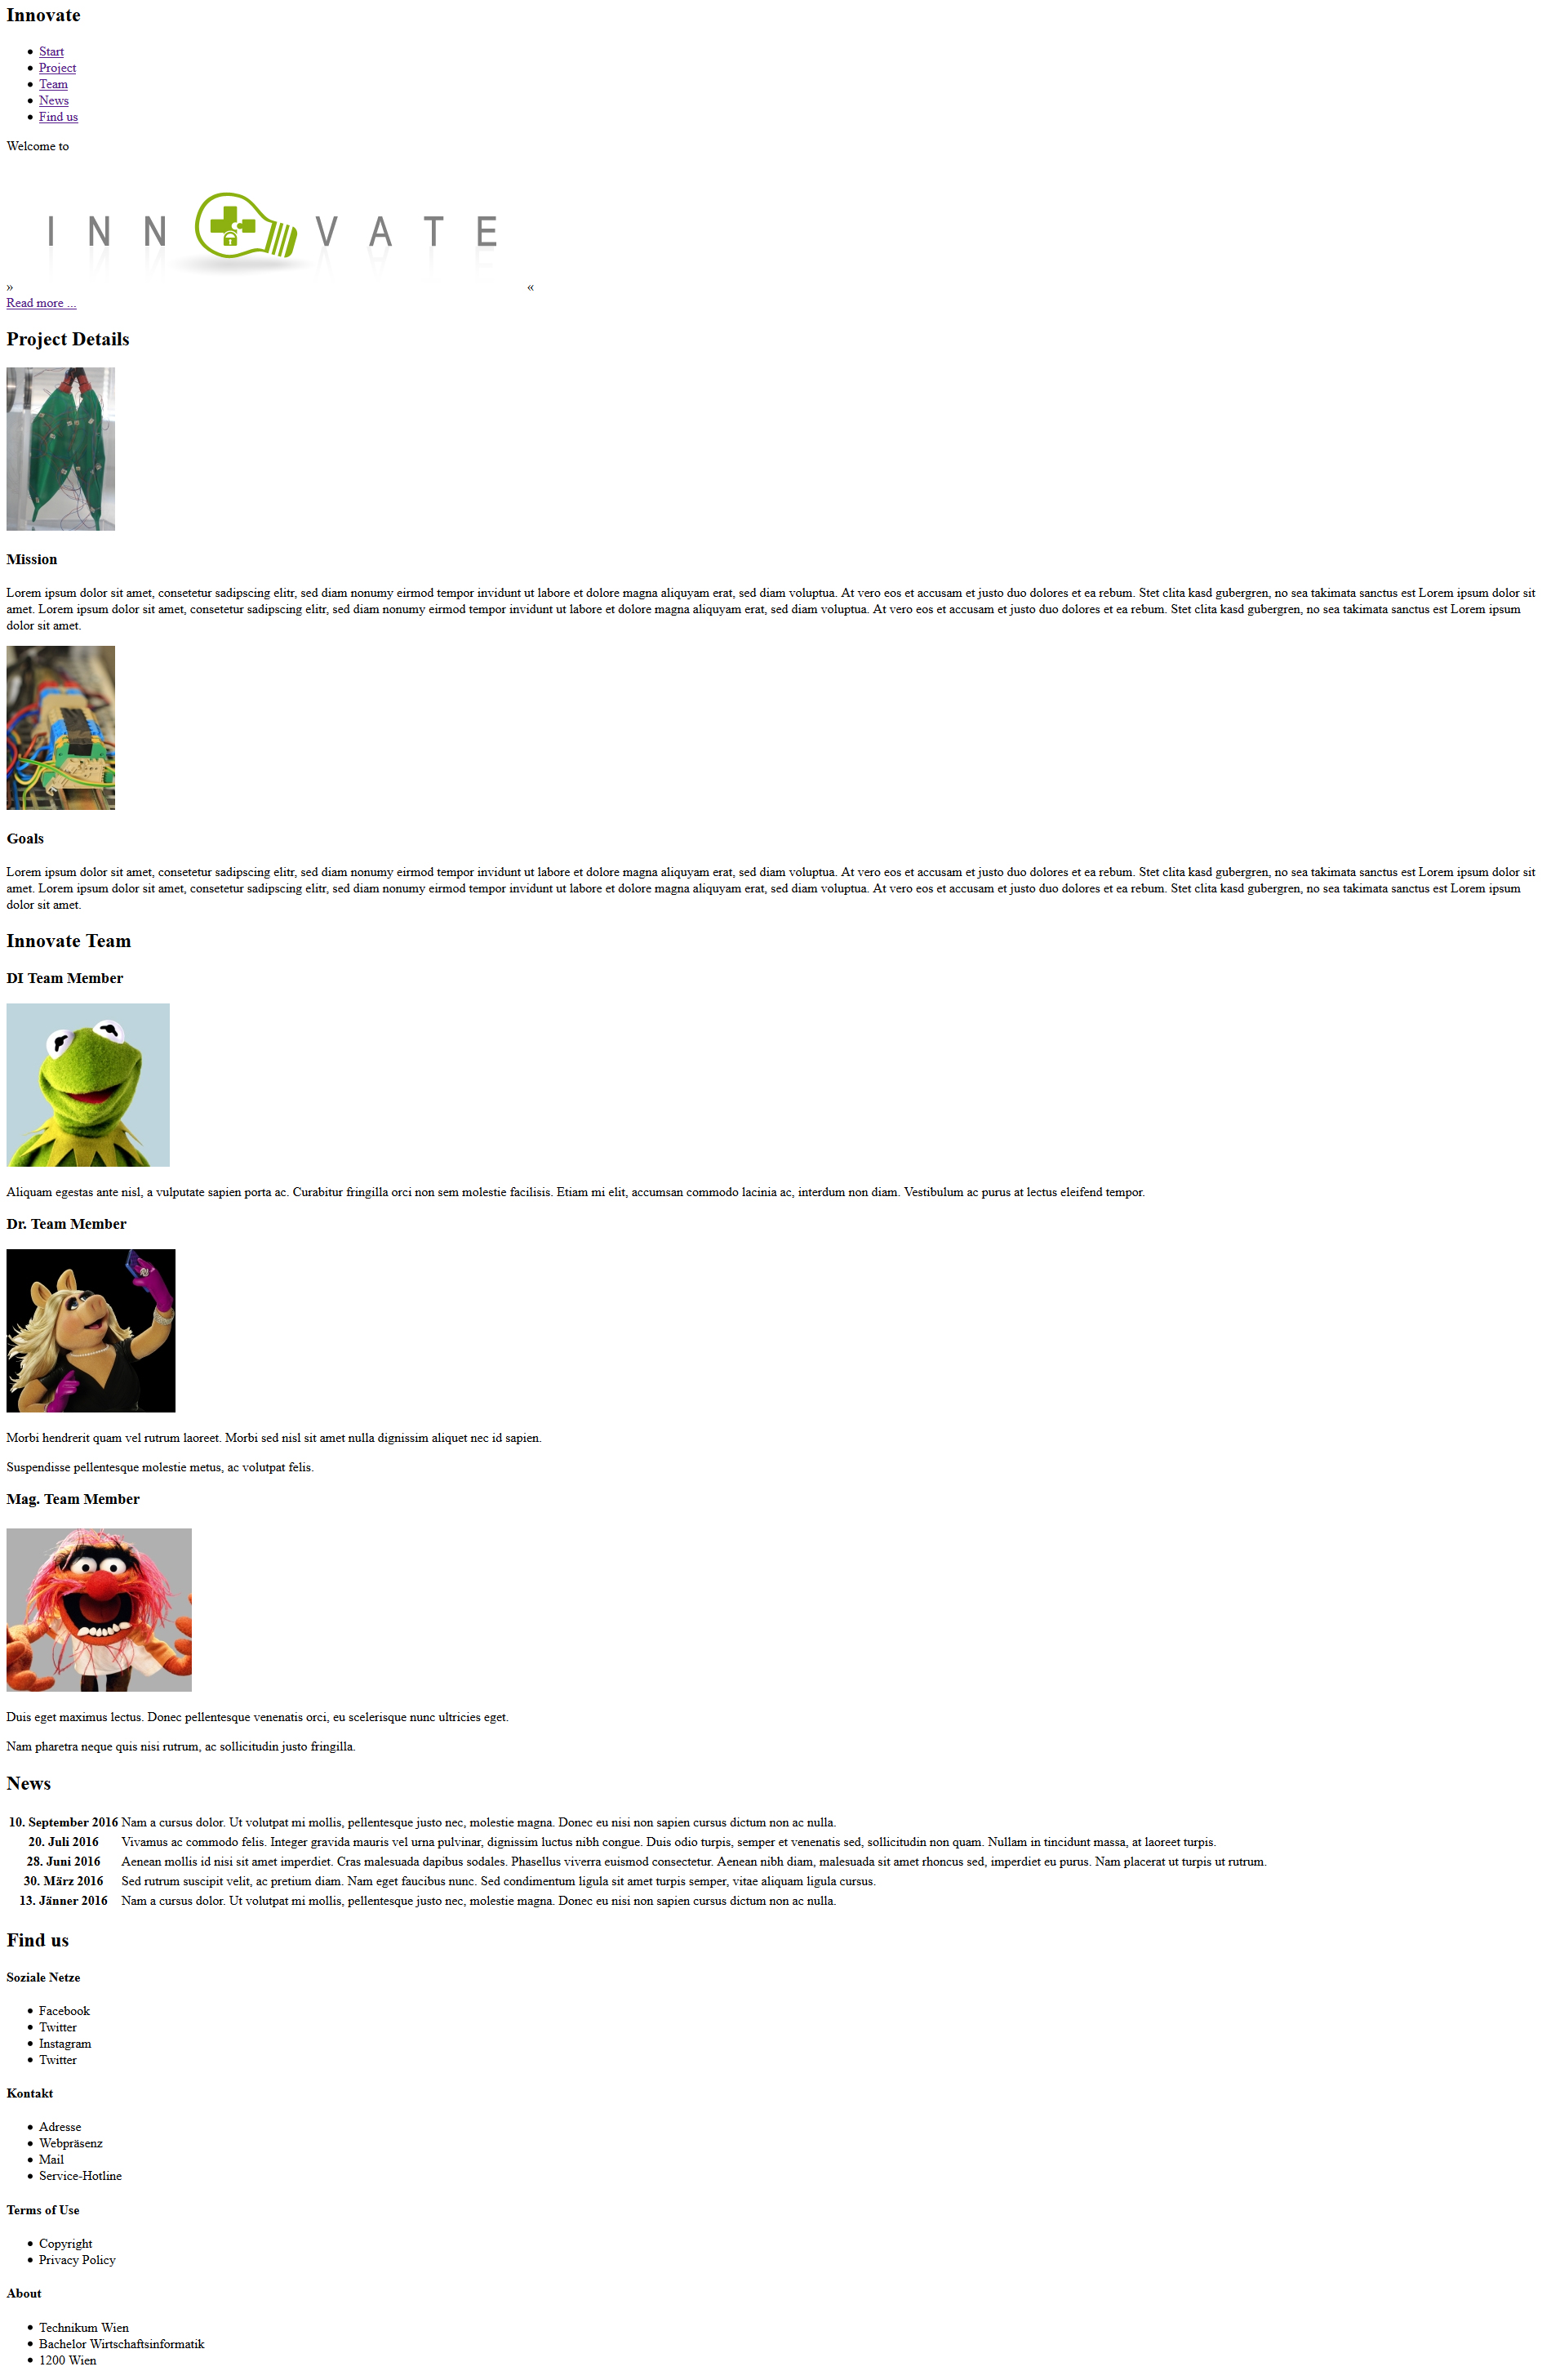 Innovate
Start
Project
Team
News
Find us
Welcome to
INNOVATE
» «
Read more ...
Project Details
Mission
Lorem ipsum dolor sit amet, consetetur sadipscing elitr, sed diam nonumy eirmod tempor invidunt ut labore et dolore magna aliquyam erat, sed diam voluptua. At vero eos et accusam et justo duo dolores et ea rebum. Stet clita kasd gubergren, no sea takimata sanctus est Lorem ipsum dolor sit
amet. Lorem ipsum dolor sit amet, consetetur sadipscing elitr, sed diam nonumy eirmod tempor invidunt ut labore et dolore magna aliquyam erat, sed diam voluptua. At vero eos et accusam et justo duo dolores et ea rebum. Stet clita kasd gubergren, no sea takimata sanctus est Lorem ipsum
dolor sit amet.
Goals
Lorem ipsum dolor sit amet, consetetur sadipscing elitr, sed diam nonumy eirmod tempor invidunt ut labore et dolore magna aliquyam erat, sed diam voluptua. At vero eos et accusam et justo duo dolores et ea rebum. Stet clita kasd gubergren, no sea takimata sanctus est Lorem ipsum dolor sit
amet. Lorem ipsum dolor sit amet, consetetur sadipscing elitr, sed diam nonumy eirmod tempor invidunt ut labore et dolore magna aliquyam erat, sed diam voluptua. At vero eos et accusam et justo duo dolores et ea rebum. Stet clita kasd gubergren, no sea takimata sanctus est Lorem ipsum
dolor sit amet.
Innovate Team
DI Team Member
Aliquam egestas ante nisl, a vulputate sapien porta ac. Curabitur fringilla orci non sem molestie facilisis. Etiam mi elit, accumsan commodo lacinia ac, interdum non diam. Vestibulum ac purus at lectus eleifend tempor.
Dr. Team Member
Morbi hendrerit quam vel rutrum laoreet. Morbi sed nisl sit amet nulla dignissim aliquet nec id sapien.
Suspendisse pellentesque molestie metus, ac volutpat felis.
Mag. Team Member
Duis eget maximus lectus. Donec pellentesque venenatis orci, eu scelerisque nunc ultricies eget.
Nam pharetra neque quis nisi rutrum, ac sollicitudin justo fringilla.
News
10. September 2016 Nam a cursus dolor. Ut volutpat mi mollis, pellentesque justo nec, molestie magna. Donec eu nisi non sapien cursus dictum non ac nulla.
20. Juli 2016 Vivamus ac commodo felis. Integer gravida mauris vel urna pulvinar, dignissim luctus nibh congue. Duis odio turpis, semper et venenatis sed, sollicitudin non quam. Nullam in tincidunt massa, at laoreet turpis.
28. Juni 2016 Aenean mollis id nisi sit amet imperdiet. Cras malesuada dapibus sodales. Phasellus viverra euismod consectetur. Aenean nibh diam, malesuada sit amet rhoncus sed, imperdiet eu purus. Nam placerat ut turpis ut rutrum.
30. März 2016 Sed rutrum suscipit velit, ac pretium diam. Nam eget faucibus nunc. Sed condimentum ligula sit amet turpis semper, vitae aliquam ligula cursus.
13. Jänner 2016 Nam a cursus dolor. Ut volutpat mi mollis, pellentesque justo nec, molestie magna. Donec eu nisi non sapien cursus dictum non ac nulla.
Find us
Soziale Netze
Facebook
Twitter
Instagram
Twitter
Kontakt
Adresse
Webpräsenz
Mail
Service-Hotline
Terms of Use
Copyright
Privacy Policy
About
Technikum Wien
Bachelor Wirtschaftsinformatik
1200 Wien